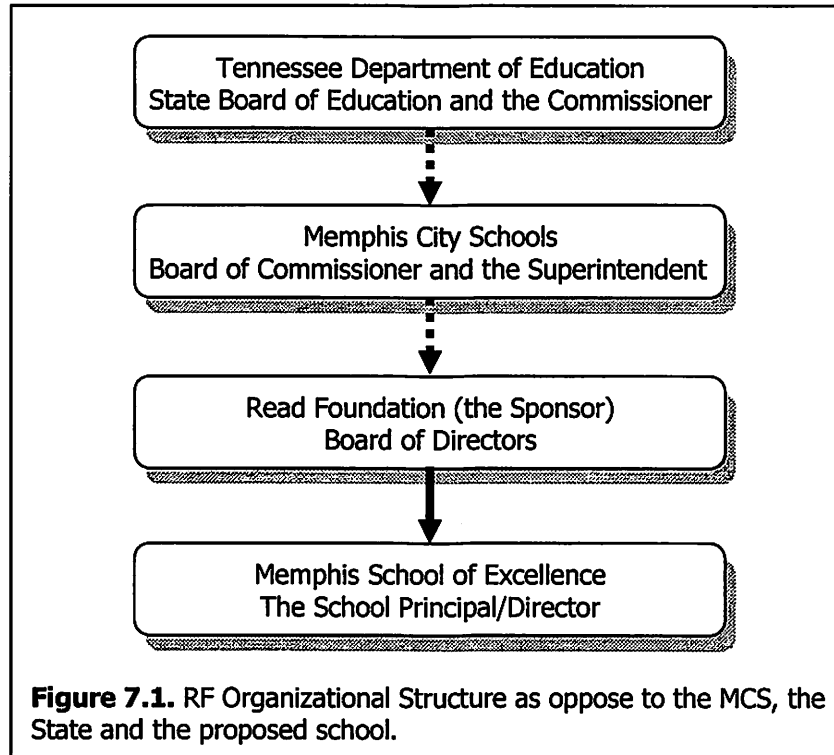 Tennessee Department of Education
State Board of Education and the Commissioner
Memphis City Schools
Board of Commissioner and the Superintendent
Read Foundation (the Sponsor)
Board of Directors
Memphis School of Excellence
The School Principal/Director
Figure 7.1. RF Organizational Structure as oppose to the MCS, the
State and the proposed school.